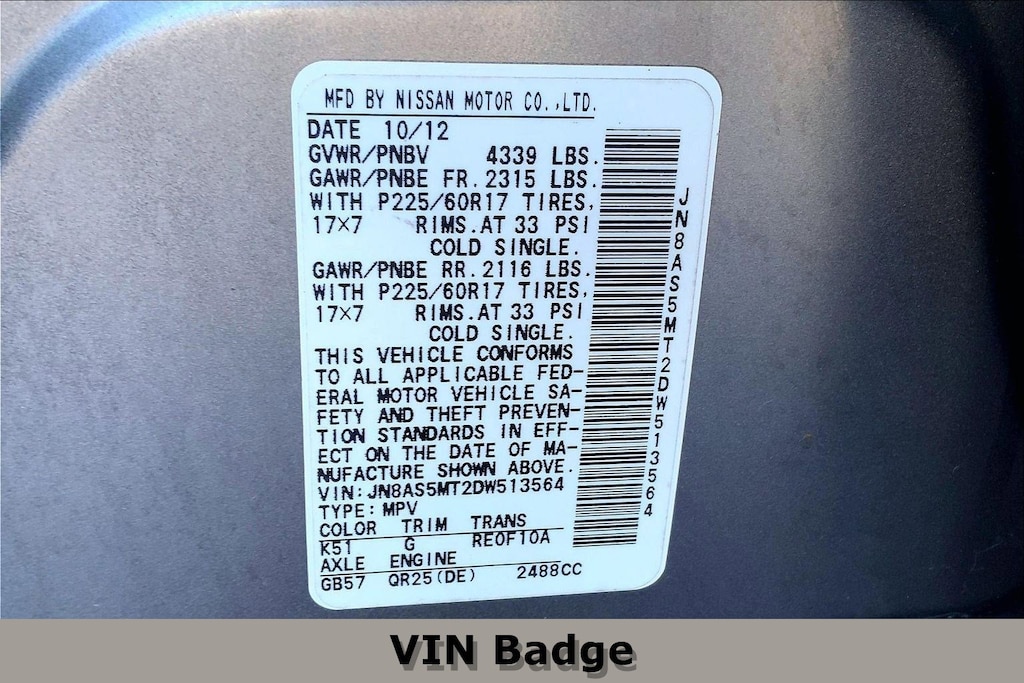 MFD BY NISSAN MOTOR CO.,LTD.
DATE 10/12
GVWR/PNBV 4339 LBS.
GAWR/PNBE FR.2315 LBS.
WITH P225/60R17 TIRES,
17×7 RIMS.AT 33 PSI
COLD SINGLE.
GAWR/PNBE RR.2116 LBS.
WITH P225/60R17 TIRES,
17×7 RIMS.AT 33 PSI
COLD SINGLE.
THIS VEHICLE CONFORMS
TO ALL APPLICABLE FED-
ERAL MOTOR VEHICLE SA-
FETY AND THEFT PREVEN-
TION STANDARDS IN EFF-
ECT ON THE DATE OF MA-
NUFACTURE SHOWN ABOVE.
VIN:JN8AS5MT2DW513564
TYPE:MPV
COLOR TRIM TRANS
K51 G RE0F10A
AXLE ENGINE
GB57 QR25(DE) 2488CC
JN8AS5MT2DW513564
VIN Badge